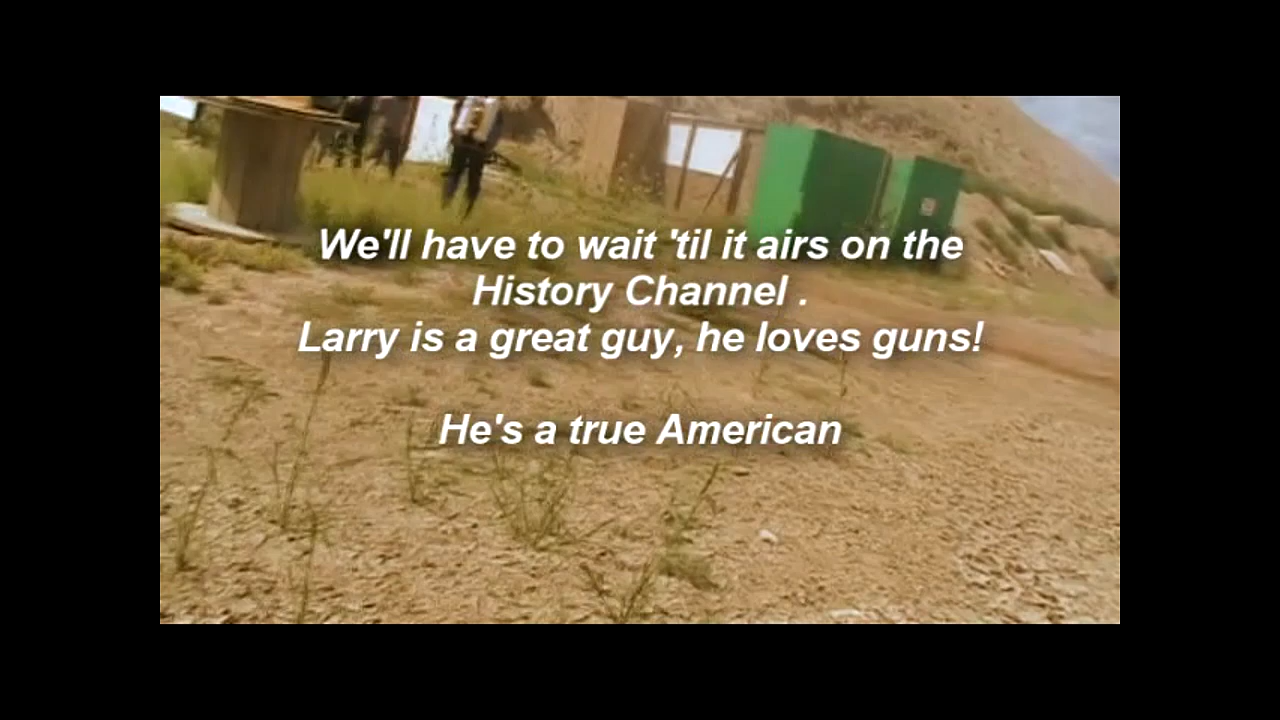 We'll have to wait 'til it airs on the
History Channel .
Larry is a great guy, he loves guns!
He's a true American